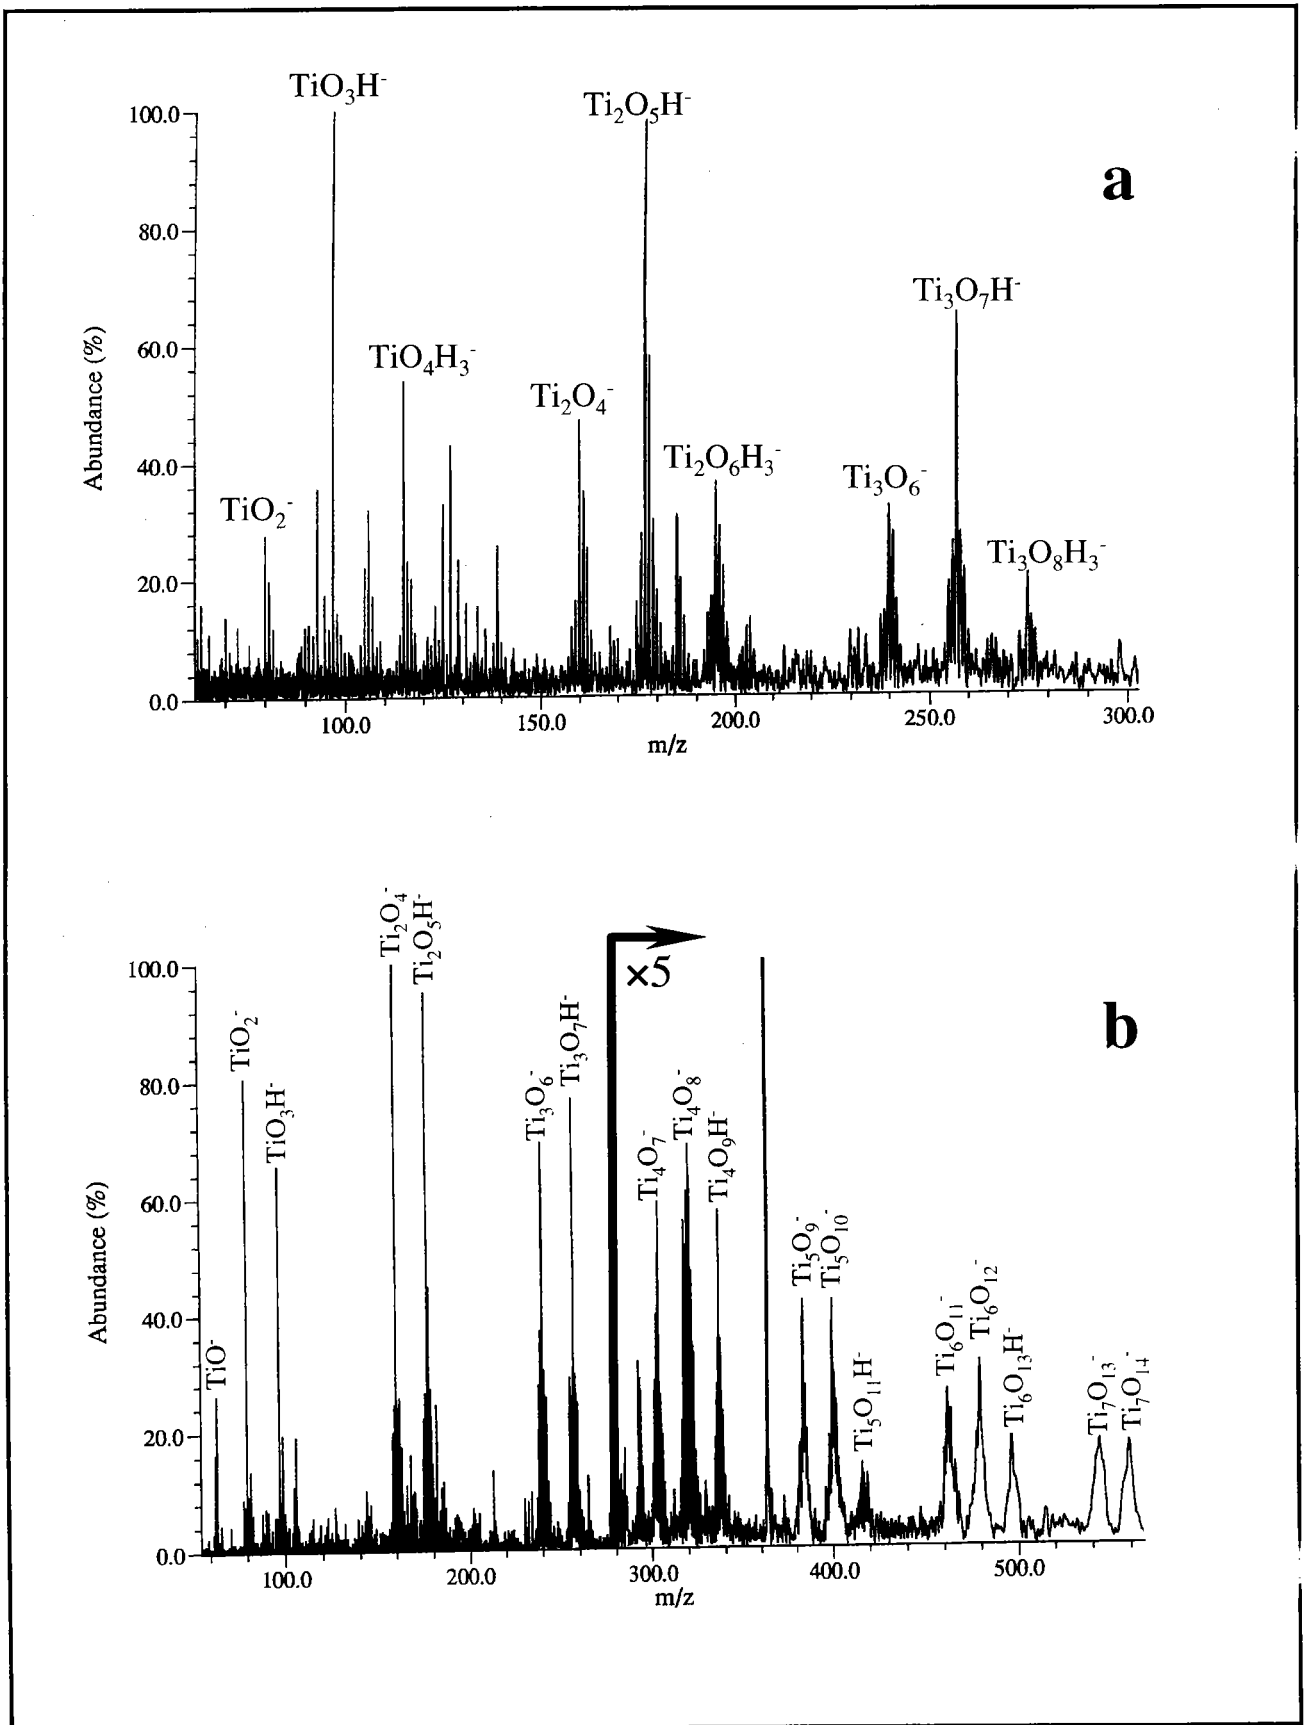 TiO₃H⁻
Ti₂O₅H⁻
100.0
a
80.0
Ti₃O₇H⁻
TiO₄H₃⁻
60.0
Ti₂O₄⁻
Abundance (%)
Ti₂O₆H₃⁻
40.0
Ti₃O₆⁻
TiO₂⁻
Ti₃O₈H₃⁻
20.0
0.0
100.0 150.0 200.0 250.0 300.0
m/z
Ti₂O₄⁻
Ti₂O₅H⁻
100.0
×5
b
TiO₂⁻
Ti₃O₇H⁻
80.0
TiO₃H⁻
Ti₃O₆⁻
Ti₄O₈⁻
Ti₄O₇⁻
Ti₄O₉H⁻
60.0
Abundance (%)
Ti₅O₉⁻
Ti₅O₁₀⁻
40.0
TiO⁻
Ti₆O₁₁⁻
Ti₆O₁₂⁻
Ti₅O₁₁H⁻
Ti₆O₁₃H⁻
Ti₇O₁₃⁻
Ti₇O₁₄⁻
20.0
0.0
100.0 200.0 300.0 400.0 500.0
m/z